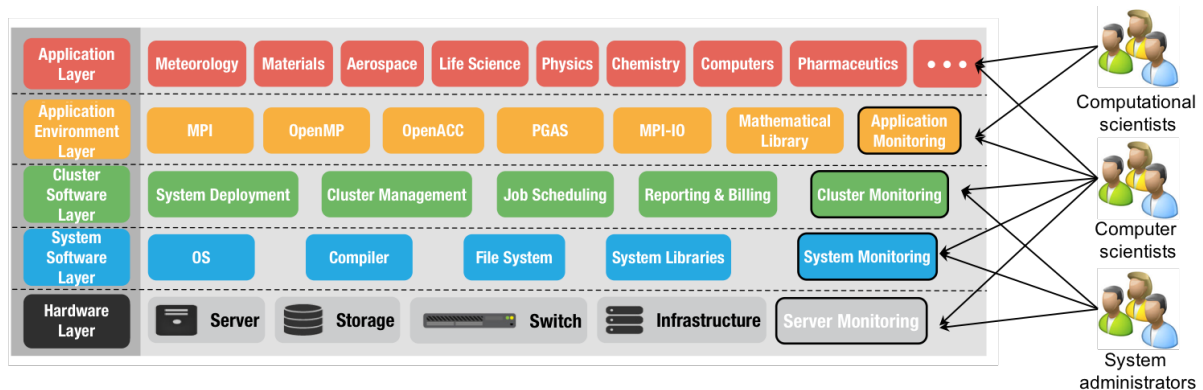 Application
Layer
Meteorology
Materials
Aerospace
Life Science
Physics
Chemistry
Computers
Pharmaceutics
• • •
Application
Environment
Layer
MPI
OpenMP
OpenACC
PGAS
MPI-IO
Mathematical
Library
Application
Monitoring
Cluster
Software
Layer
System Deployment
Cluster Management
Job Scheduling
Reporting & Billing
Cluster Monitoring
System
Software
Layer
OS
Compiler
File System
System Libraries
System Monitoring
Hardware
Layer
Server
Storage
Switch
Infrastructure
Server Monitoring
Computational
scientists
Computer
scientists
System
administrators